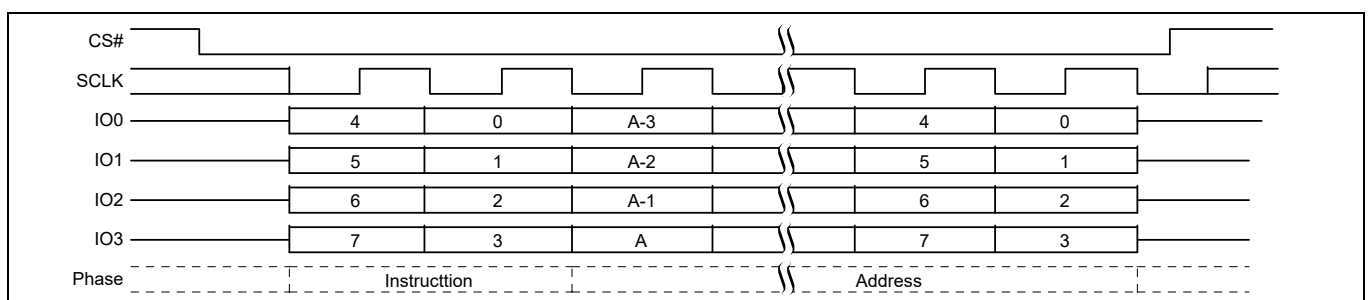 CS#
SCLK
IO0 4 0 A-3 4 0
IO1 5 1 A-2 5 1
IO2 6 2 A-1 6 2
IO3 7 3 A 7 3
Phase Instructtion Address